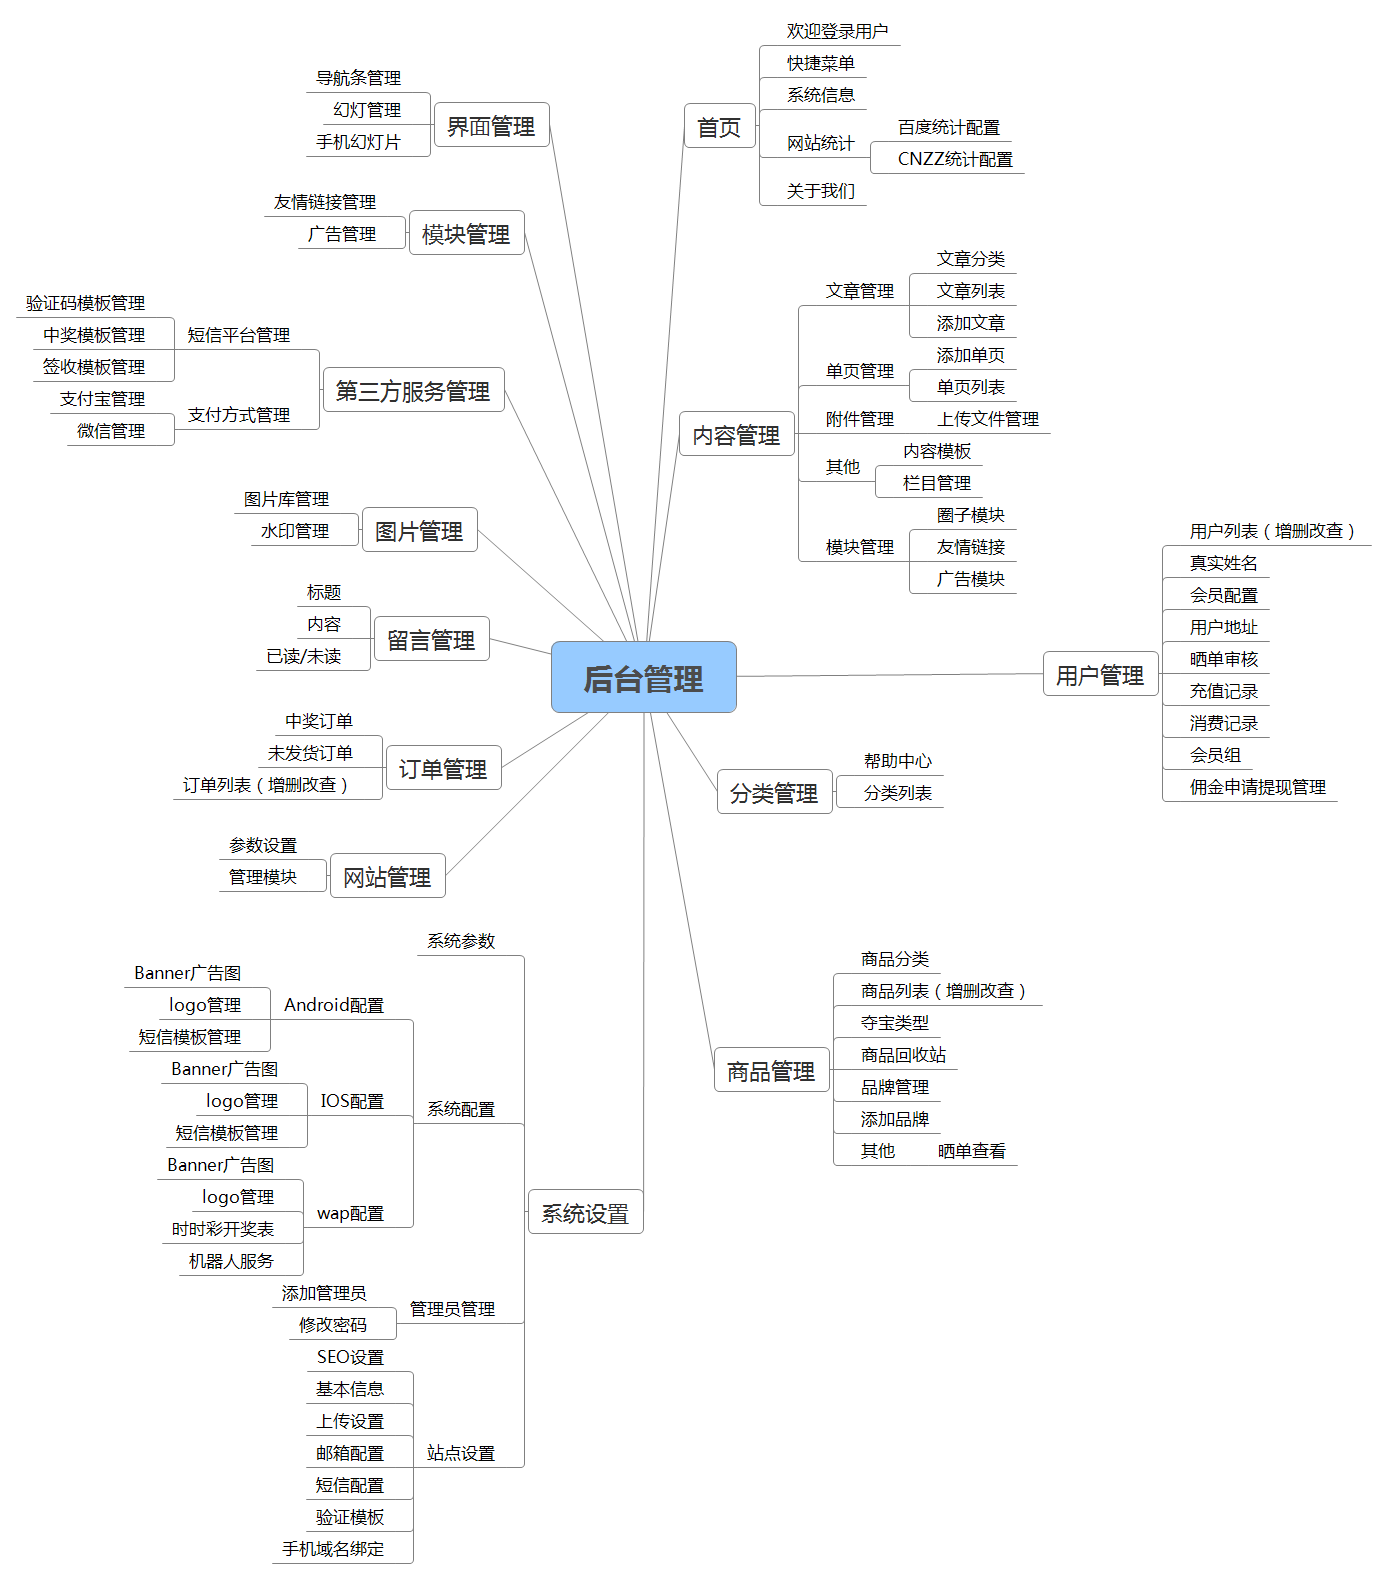 后台管理
首页
欢迎登录用户
快捷菜单
系统信息
网站统计
百度统计配置
CNZZ统计配置
关于我们
内容管理
文章管理
文章分类
文章列表
添加文章
单页管理
添加单页
单页列表
附件管理
上传文件管理
其他
内容模板
栏目管理
模块管理
圈子模块
友情链接
广告模块
用户管理
用户列表（增删改查）
真实姓名
会员配置
用户地址
晒单审核
充值记录
消费记录
会员组
佣金申请提现管理
分类管理
帮助中心
分类列表
商品管理
商品分类
商品列表（增删改查）
夺宝类型
商品回收站
品牌管理
添加品牌
其他
晒单查看
界面管理
导航条管理
幻灯管理
手机幻灯片
模块管理
友情链接管理
广告管理
第三方服务管理
短信平台管理
验证码模板管理
中奖模板管理
签收模板管理
支付方式管理
支付宝管理
微信管理
图片管理
图片库管理
水印管理
留言管理
标题
内容
已读/未读
订单管理
中奖订单
未发货订单
订单列表（增删改查）
网站管理
参数设置
管理模块
系统设置
系统参数
系统配置
Android配置
Banner广告图
logo管理
短信模板管理
IOS配置
Banner广告图
logo管理
短信模板管理
wap配置
Banner广告图
logo管理
时时彩开奖表
机器人服务
管理员管理
添加管理员
修改密码
站点设置
SEO设置
基本信息
上传设置
邮箱配置
短信配置
验证模板
手机域名绑定